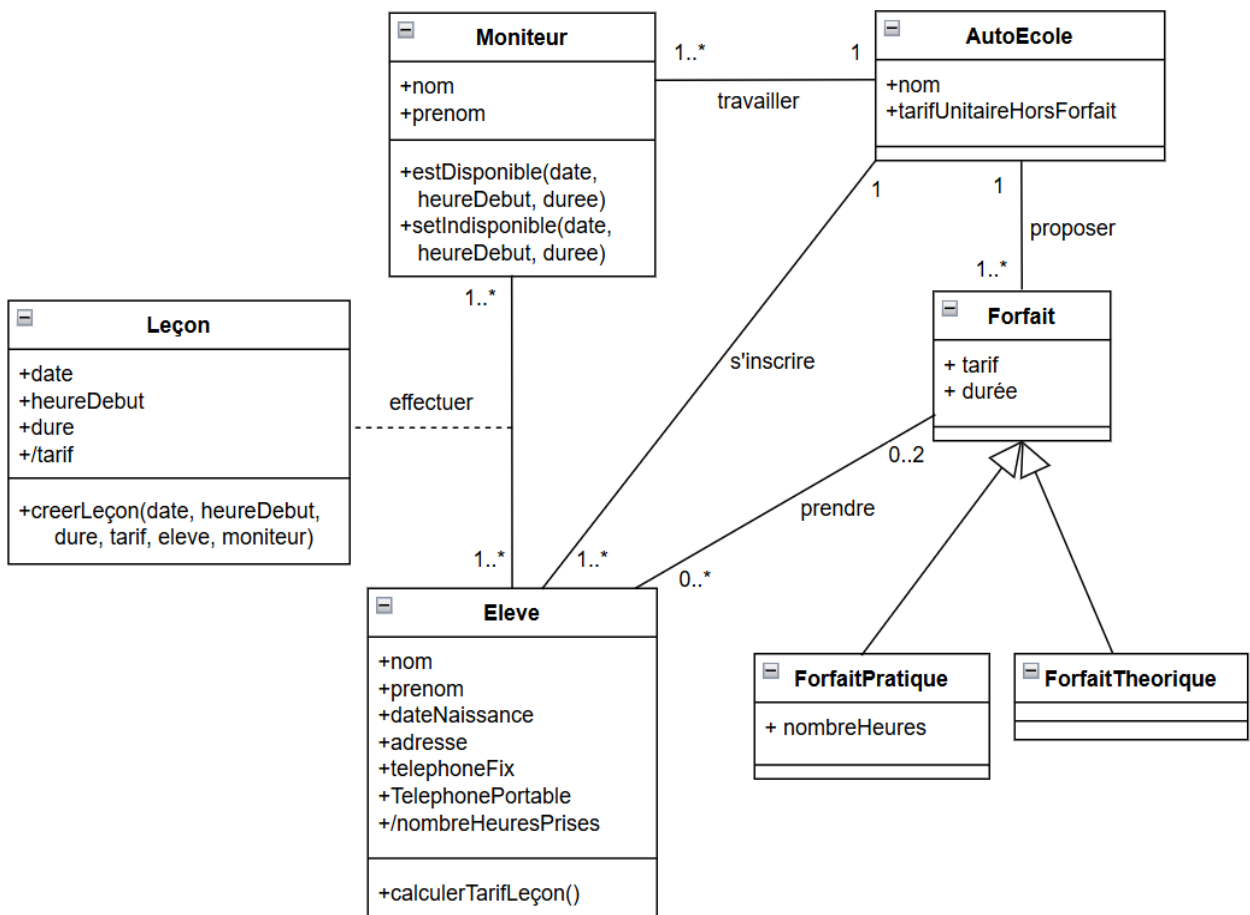 Moniteur
+nom
+prenom
+estDisponible(date,
heureDebut, duree)
+setIndisponible(date,
heureDebut, duree)
1..*
1
travailler
AutoEcole
+nom
+tarifUnitaireHorsForfait
1
1
proposer
1..*
1..*
Leçon
+date
+heureDebut
+dure
+/tarif
+creerLeçon(date, heureDebut,
dure, tarif, eleve, moniteur)
effectuer
s'inscrire
Forfait
+ tarif
+ durée
0..2
prendre
1..*
1..*
0..*
Eleve
+nom
+prenom
+dateNaissance
+adresse
+telephoneFix
+TelephonePortable
+/nombreHeuresPrises
+calculerTarifLeçon()
ForfaitPratique
+ nombreHeures
ForfaitTheorique